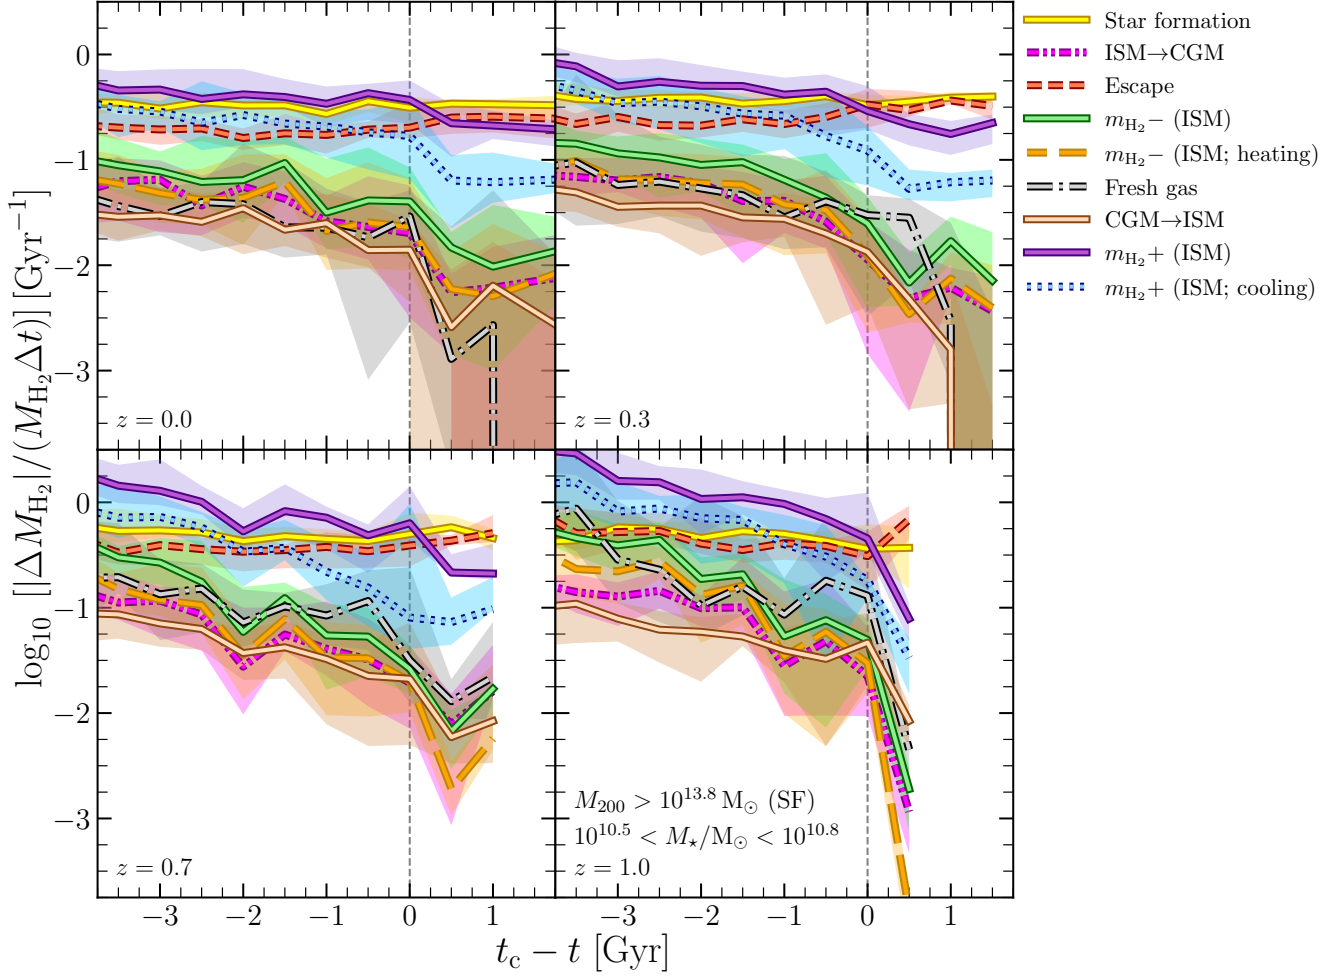 log₁₀ [|ΔM_H₂|/(M_H₂Δt)] [Gyr⁻¹]
0
−1
−2
−3
z = 0.0
z = 0.3
0
−1
−2
−3
z = 0.7
M₂₀₀ > 10^13.8 M⊙ (SF)
10^10.5 < M⋆/M⊙ < 10^10.8
z = 1.0
−3 −2 −1 0 1
−3 −2 −1 0 1
t_c − t [Gyr]
Star formation
ISM→CGM
Escape
m_H₂− (ISM)
m_H₂− (ISM; heating)
Fresh gas
CGM→ISM
m_H₂+ (ISM)
m_H₂+ (ISM; cooling)